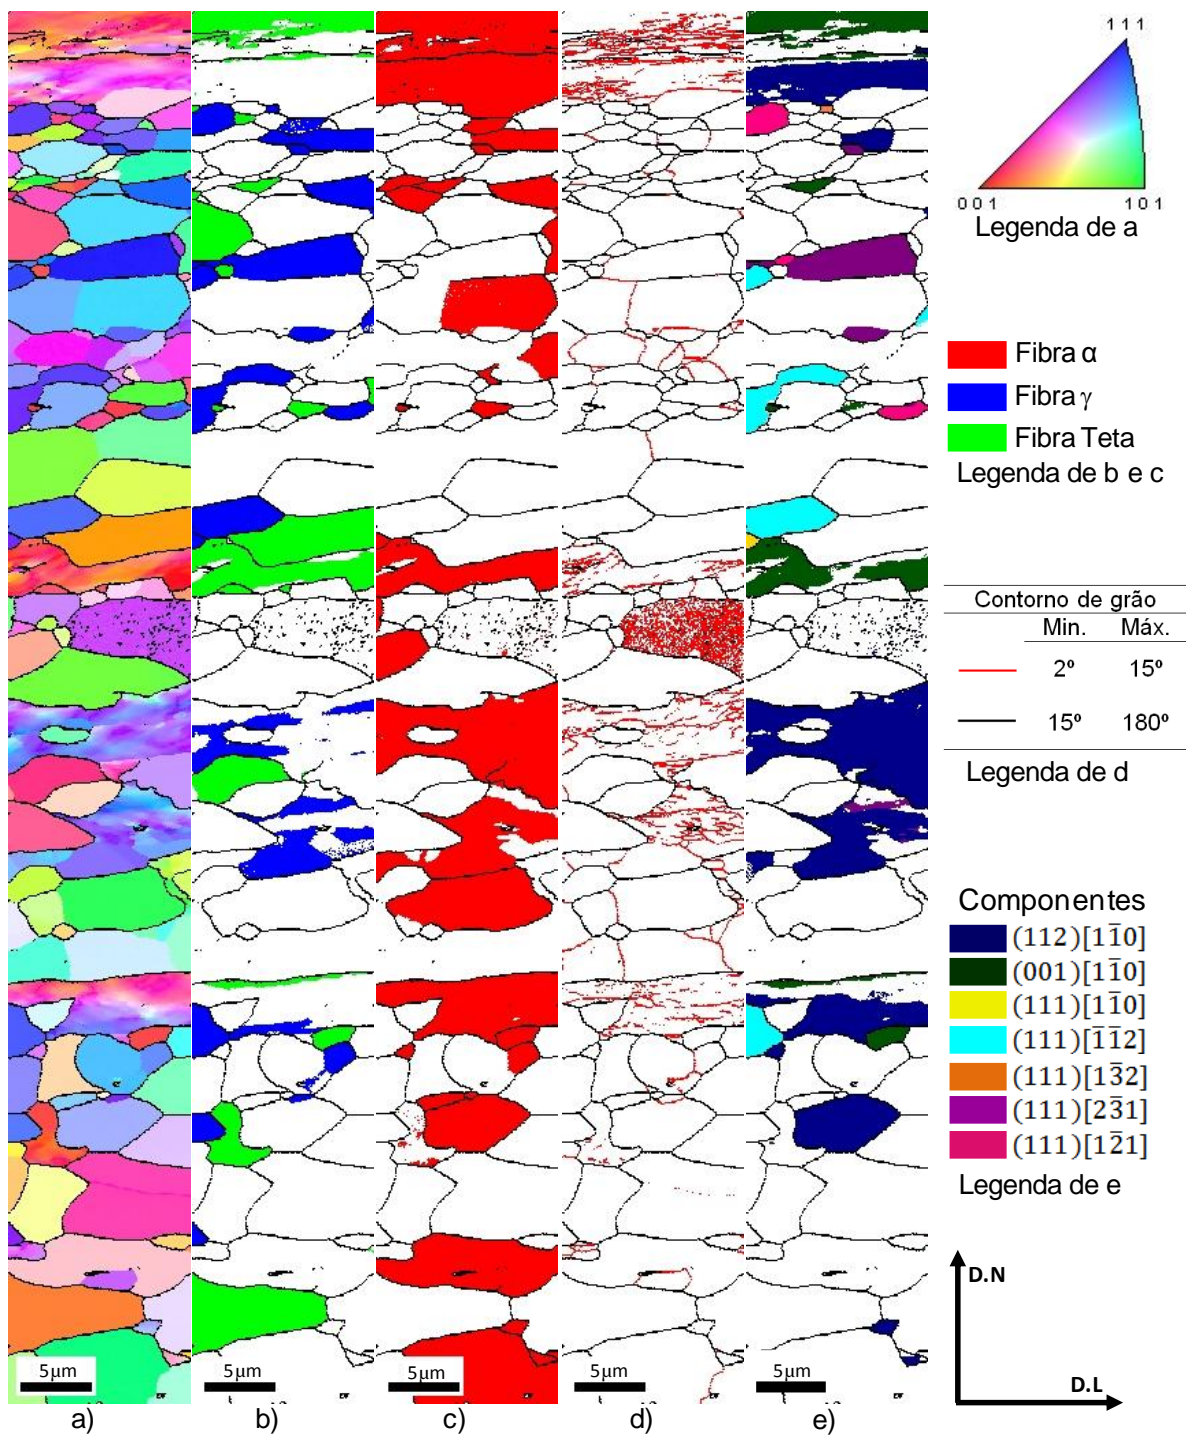 1 1 1
0 0 1
1 0 1
Legenda de a
Fibra α
Fibra γ
Fibra Teta
Legenda de b e c
Contorno de grão
Min. Máx.
2º 15º
15º 180º
Legenda de d
Componentes
(112)[11̅0]
(001)[11̅0]
(111)[11̅0]
(111)[1̅1̅2]
(111)[13̅2]
(111)[23̅1]
(111)[12̅1]
Legenda de e
D.N
D.L
5µm 5µm 5µm 5µm 5µm
a) b) c) d) e)